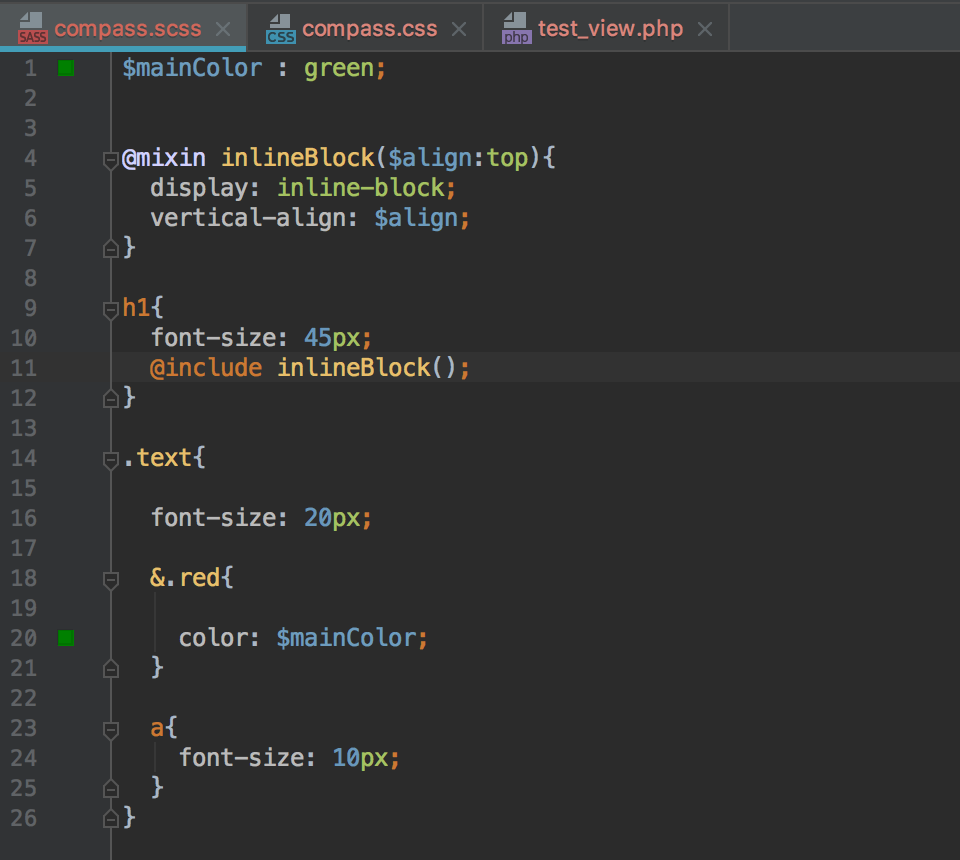 SASS compass.scss
CSS compass.css
php test_view.php
1 $mainColor : green;
2
3
4 @mixin inlineBlock($align:top){
5 display: inline-block;
6 vertical-align: $align;
7 }
8
9 h1{
10 font-size: 45px;
11 @include inlineBlock();
12 }
13
14 .text{
15
16 font-size: 20px;
17
18 &.red{
19
20 color: $mainColor;
21 }
22
23 a{
24 font-size: 10px;
25 }
26 }